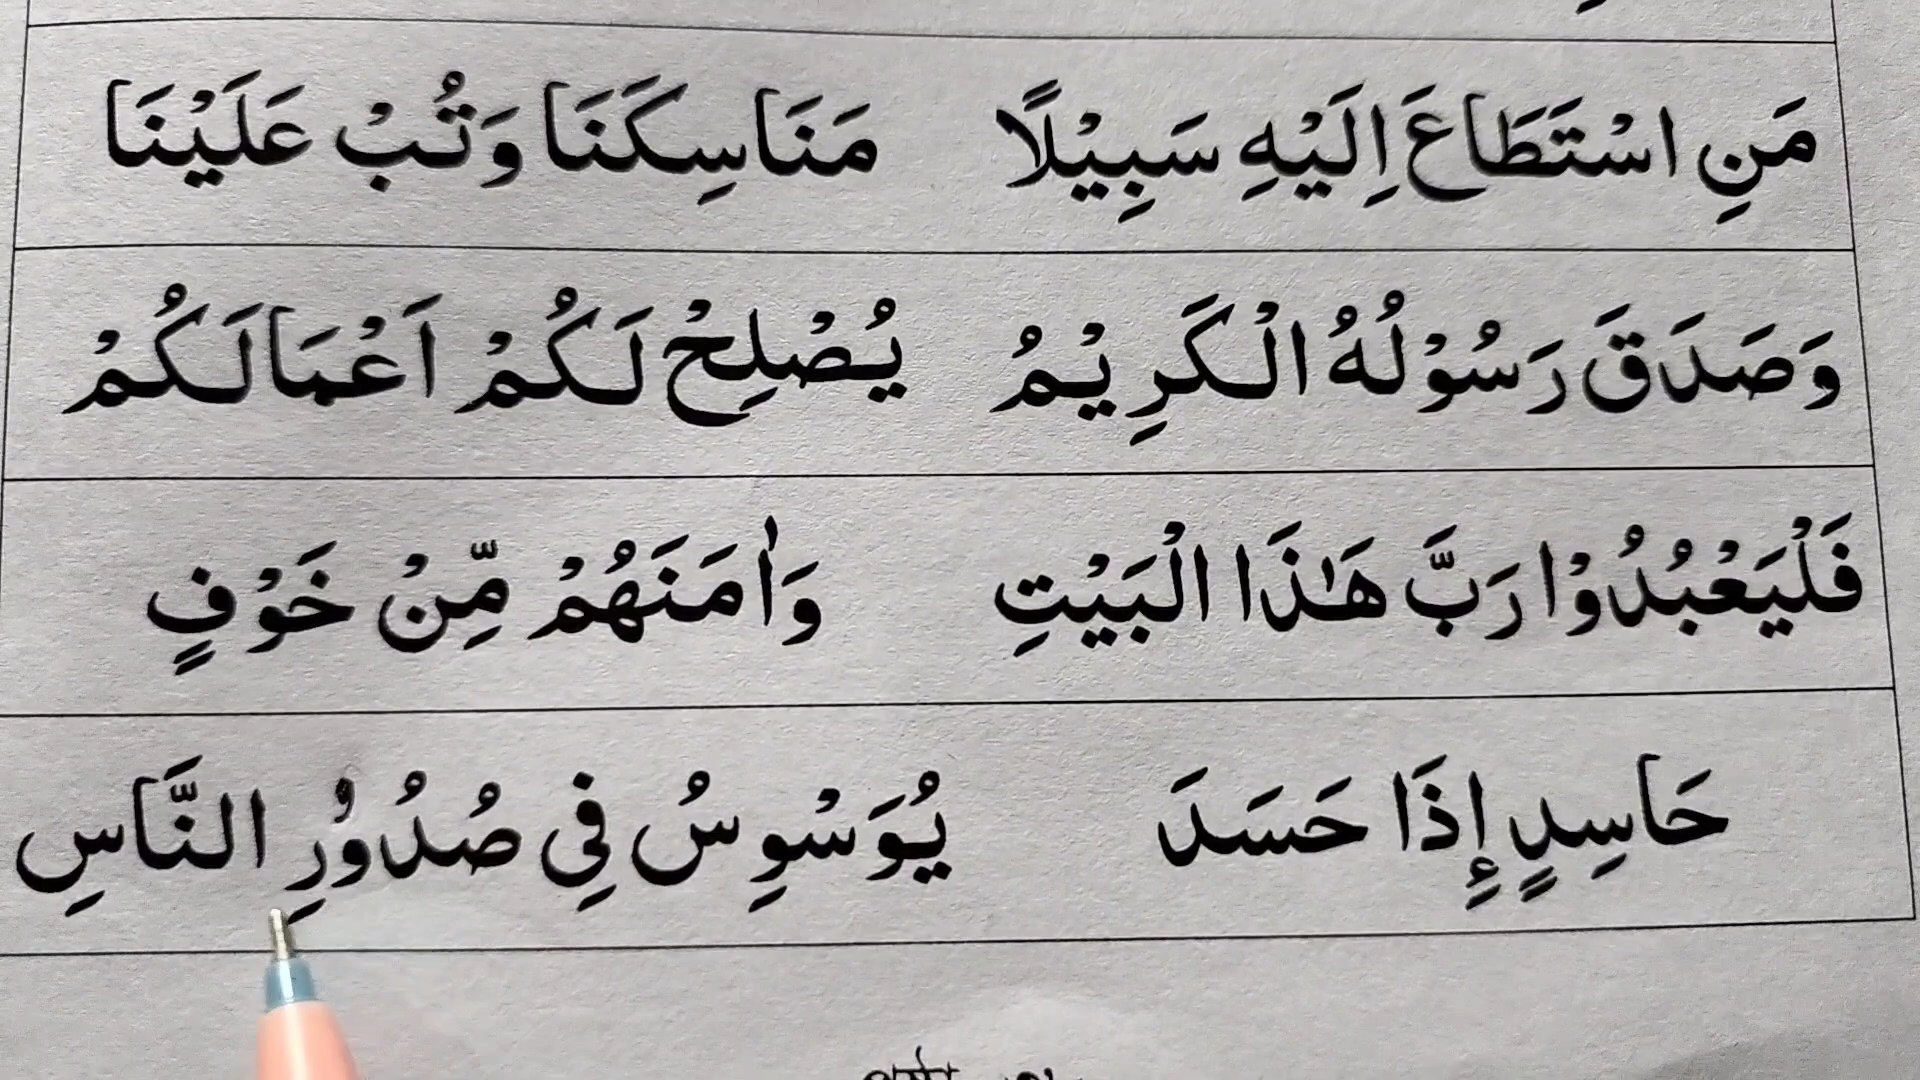 مَنِ اسْتَطَاعَ اِلَيْهِ سَبِيْلًا مَنَاسِكَنَا وَتُبْ عَلَيْنَا
وَصَدَقَ رَسُوْلُهُ الْكَرِيْمُ يُصْلِحْ لَكُمْ اَعْمَالَكُمْ
فَلْيَعْبُدُوْا رَبَّ هٰذَا الْبَيْتِ وَاٰمَنَهُمْ مِّنْ خَوْفٍ
حَاسِدٍ إِذَا حَسَدَ يُوَسْوِسُ فِى صُدُوْرِ النَّاسِ